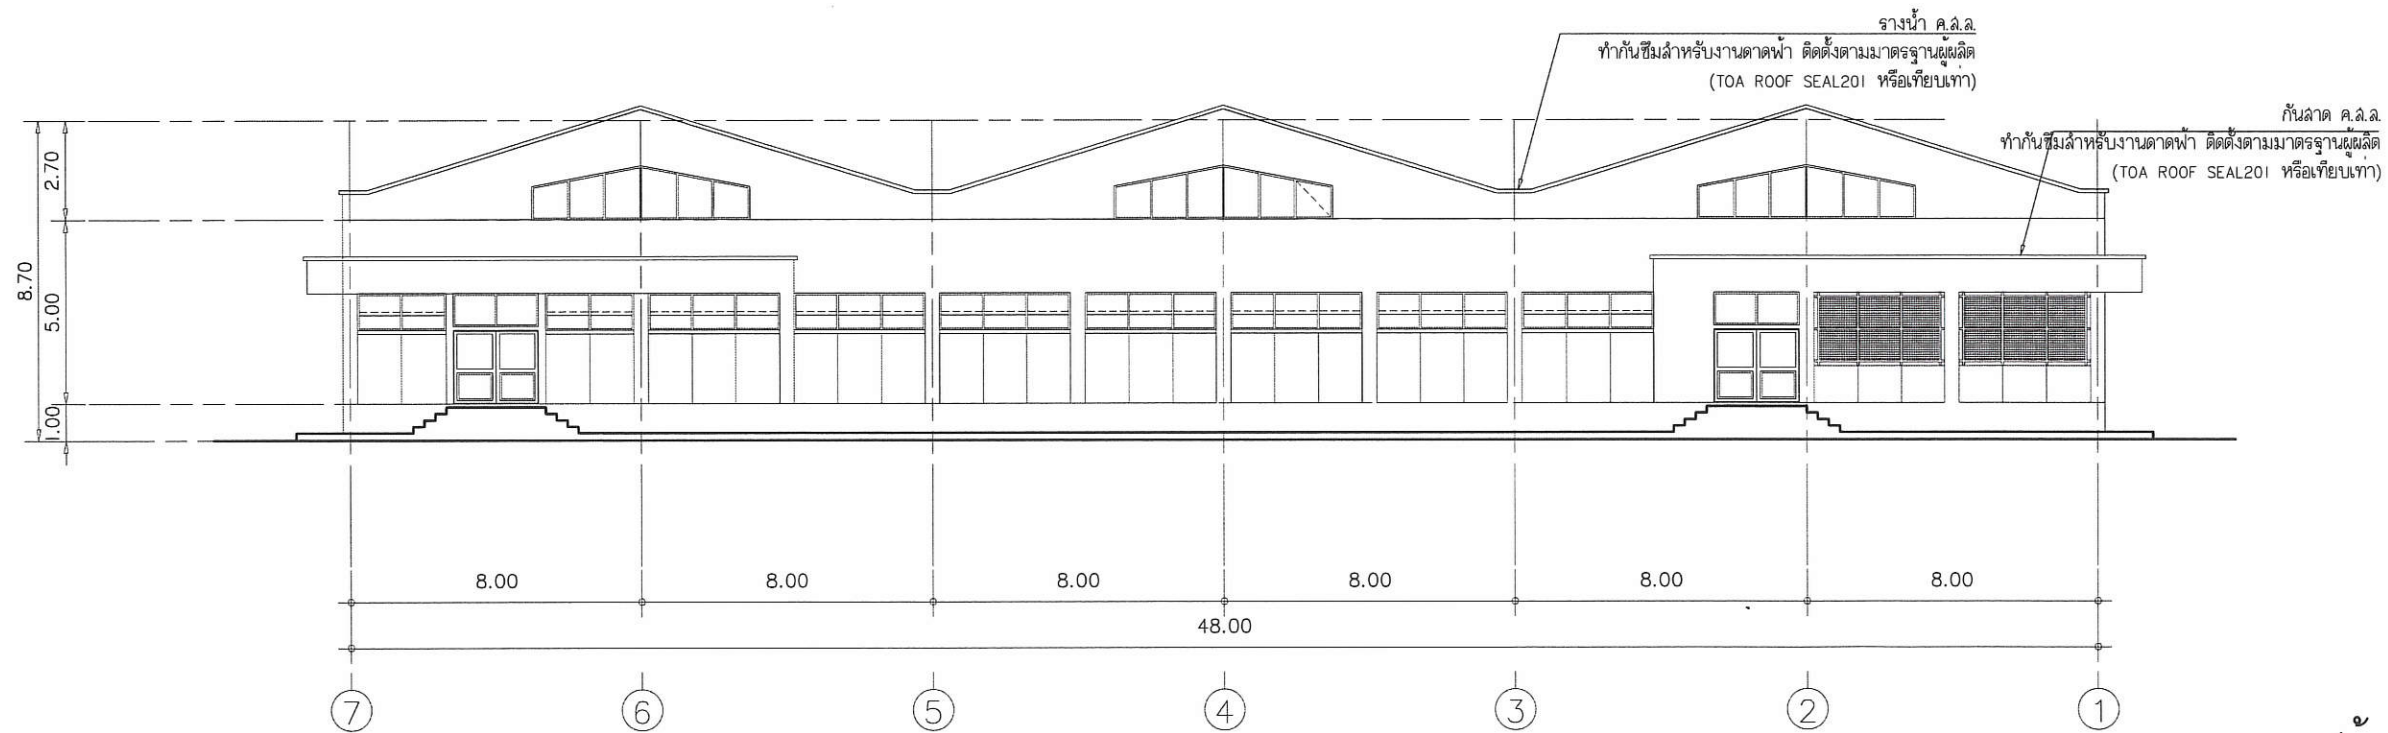 รางน้ำ ค.ส.ล.
ทำกันซึมสำหรับงานดาดฟ้า ติดตั้งตามมาตรฐานผู้ผลิต
(TOA ROOF SEAL201 หรือเทียบเท่า)
กันสาด ค.ส.ล.
ทำกันซึมสำหรับงานดาดฟ้า ติดตั้งตามมาตรฐานผู้ผลิต
(TOA ROOF SEAL201 หรือเทียบเท่า)
2.70
8.70
5.00
1.00
8.00 8.00 8.00 8.00 8.00 8.00
48.00
7 6 5 4 3 2 1